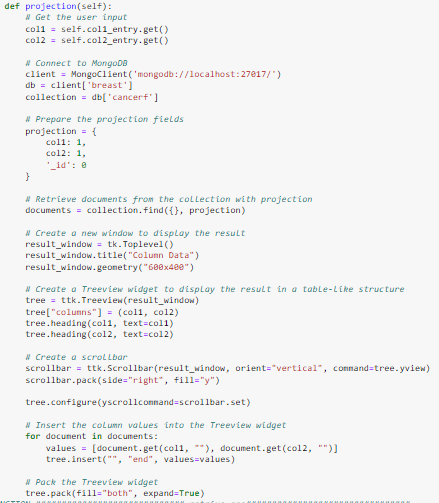 def projection(self):
    # Get the user input
    col1 = self.col1_entry.get()
    col2 = self.col2_entry.get()

    # Connect to MongoDB
    client = MongoClient('mongodb://localhost:27017/')
    db = client['breast']
    collection = db['cancerf']

    # Prepare the projection fields
    projection = {
        col1: 1,
        col2: 1,
        '_id': 0
    }

    # Retrieve documents from the collection with projection
    documents = collection.find({}, projection)

    # Create a new window to display the result
    result_window = tk.Toplevel()
    result_window.title("Column Data")
    result_window.geometry("600x400")

    # Create a Treeview widget to display the result in a table-like structure
    tree = ttk.Treeview(result_window)
    tree["columns"] = (col1, col2)
    tree.heading(col1, text=col1)
    tree.heading(col2, text=col2)

    # Create a scrollbar
    scrollbar = ttk.Scrollbar(result_window, orient="vertical", command=tree.yview)
    scrollbar.pack(side="right", fill="y")

    tree.configure(yscrollcommand=scrollbar.set)

    # Insert the column values into the Treeview widget
    for document in documents:
        values = [document.get(col1, ""), document.get(col2, "")]
        tree.insert("", "end", values=values)

    # Pack the Treeview widget
    tree.pack(fill="both", expand=True)